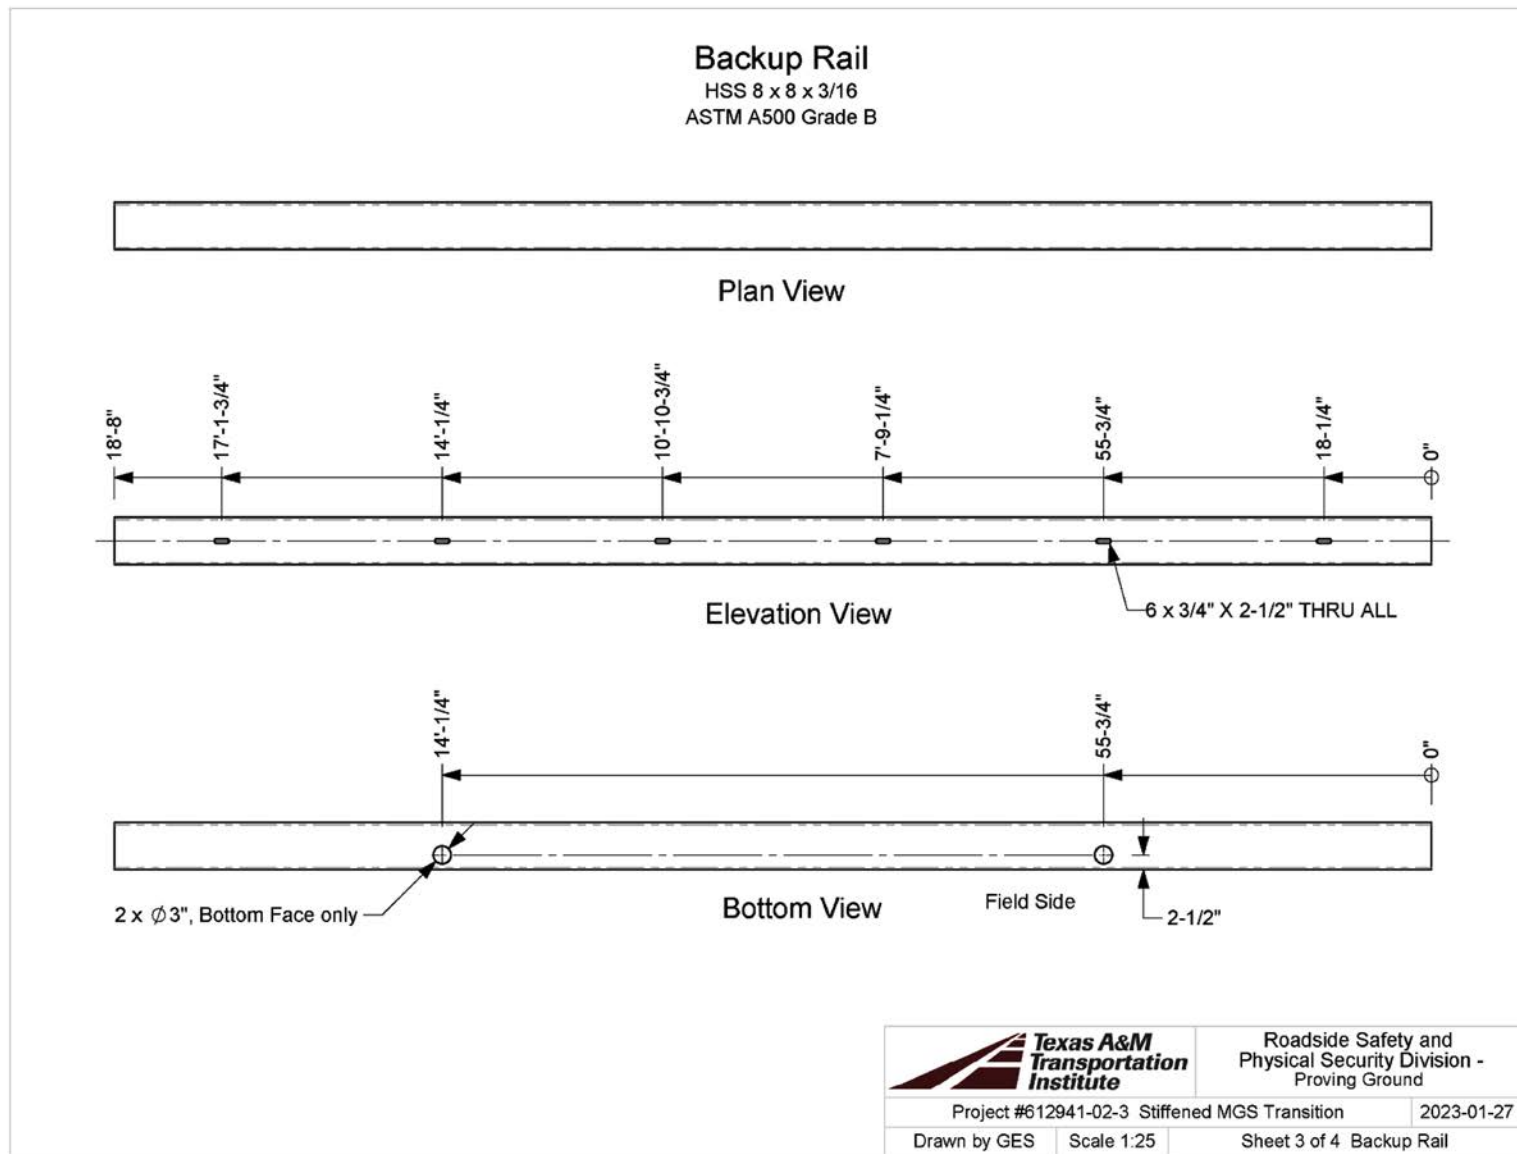 Backup Rail
HSS 8 x 8 x 3/16
ASTM A500 Grade B
Plan View
18'-8"
17'-1-3/4"
14'-1/4"
10'-10-3/4"
7'-9-1/4"
55-3/4"
18-1/4"
0"
Elevation View
6 x 3/4" X 2-1/2" THRU ALL
14'-1/4"
55-3/4"
0"
2 x ∅3", Bottom Face only
Bottom View
Field Side
2-1/2"
Texas A&M
Transportation
Institute
Roadside Safety and
Physical Security Division -
Proving Ground
Project #612941-02-3 Stiffened MGS Transition
2023-01-27
Drawn by GES
Scale 1:25
Sheet 3 of 4 Backup Rail